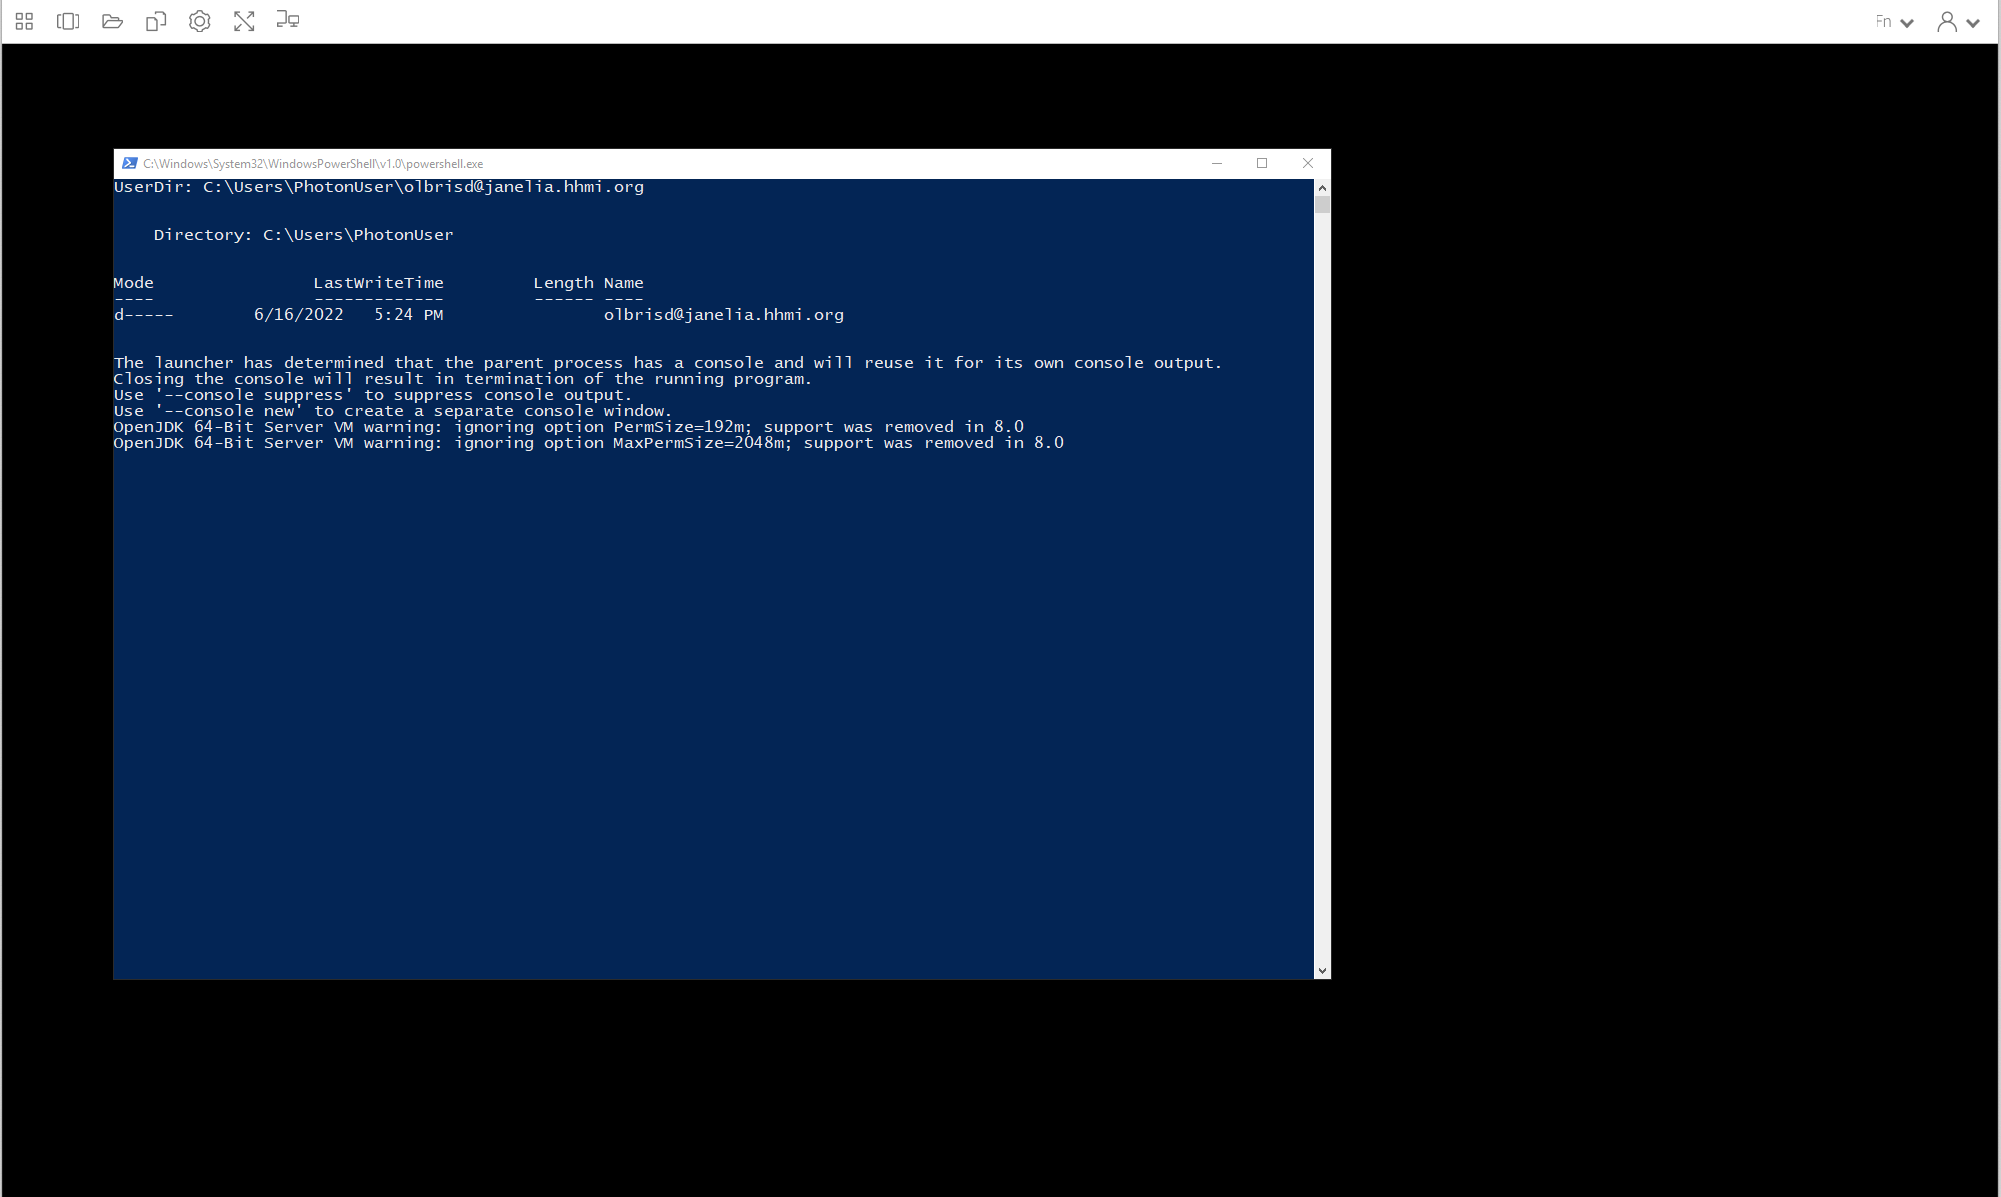 Fn
C:\Windows\System32\WindowsPowerShell\v1.0\powershell.exe
UserDir: C:\Users\PhotonUser\olbrisd@janelia.hhmi.org
Directory: C:\Users\PhotonUser
Mode LastWriteTime Length Name
---- ------------- ------ ----
d----- 6/16/2022 5:24 PM olbrisd@janelia.hhmi.org
The launcher has determined that the parent process has a console and will reuse it for its own console output.
Closing the console will result in termination of the running program.
Use '--console suppress' to suppress console output.
Use '--console new' to create a separate console window.
OpenJDK 64-Bit Server VM warning: ignoring option PermSize=192m; support was removed in 8.0
OpenJDK 64-Bit Server VM warning: ignoring option MaxPermSize=2048m; support was removed in 8.0